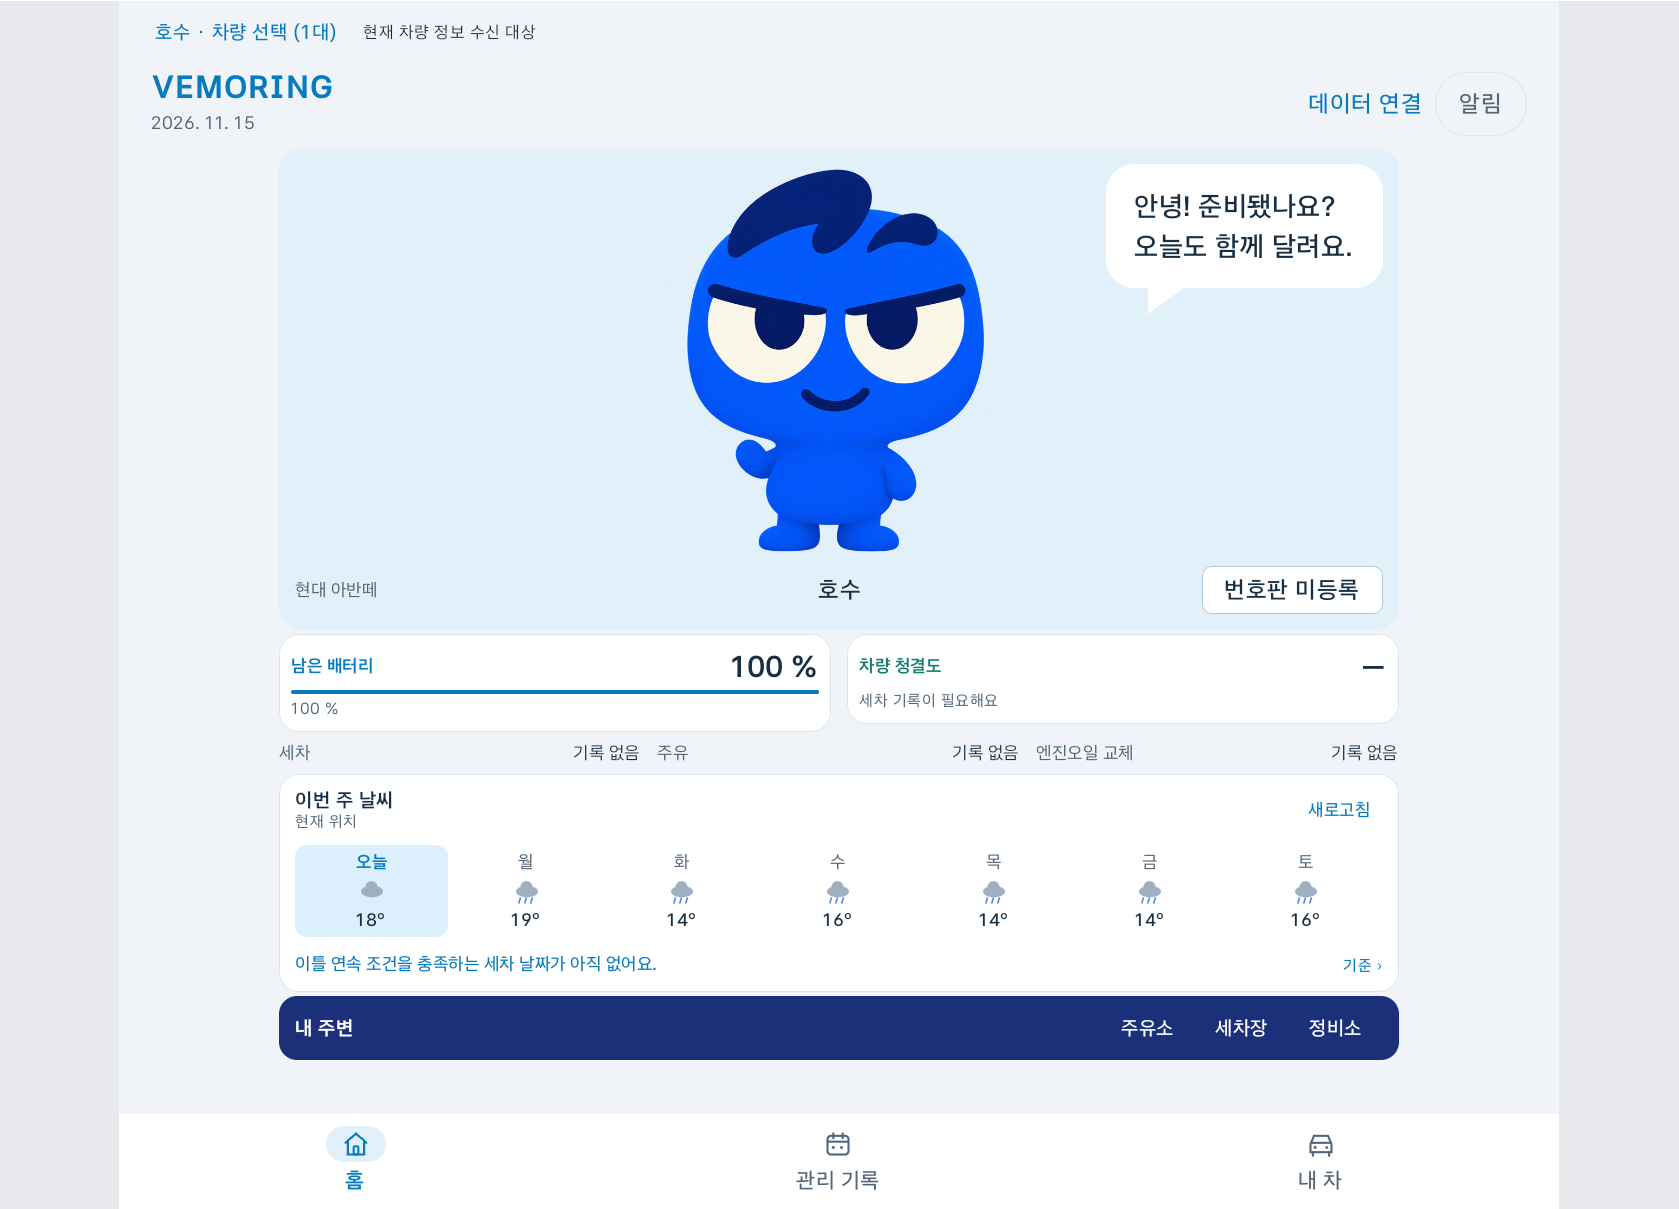 호수 · 차량 선택 (1대) 현재 차량 정보 수신 대상
VEMORING
2026. 11. 15
데이터 연결 알림
안녕! 준비됐나요?
오늘도 함께 달려요.
현대 아반떼 호수 번호판 미등록
남은 배터리 100 %
100 %
차량 청결도 —
세차 기록이 필요해요
세차 기록 없음 주유 기록 없음 엔진오일 교체 기록 없음
이번 주 날씨
현재 위치
새로고침
오늘 월 화 수 목 금 토
18° 19° 14° 16° 14° 14° 16°
이틀 연속 조건을 충족하는 세차 날짜가 아직 없어요. 기준 ›
내 주변 주유소 세차장 정비소
홈 관리 기록 내 차